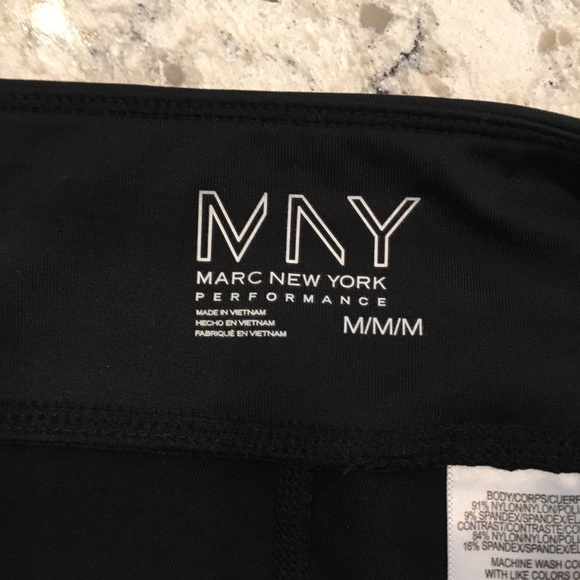 MNY
MARC NEW YORK
PERFORMANCE
MADE IN VIETNAM
HECHO EN VIETNAM
FABRIQUÉ EN VIETNAM
M/M/M
BODY/CORPS/CUERP
91% NYLON/NYLON/
9% SPANDEX/SPANDEX/
CONTRAST/CONTRASTE/
84% NYLON/NYLON/
16% SPANDEX/SPANDEX/
MACHINE WASH
WITH LIKE COLORS